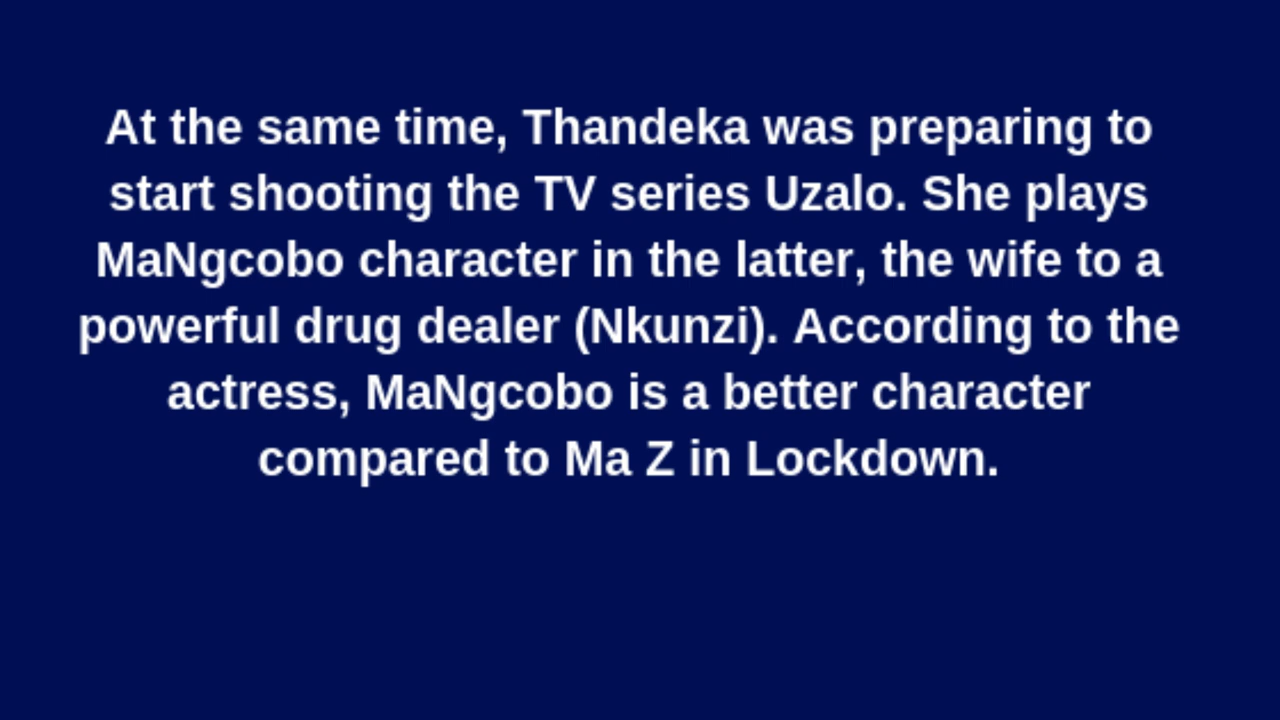 At the same time, Thandeka was preparing to
start shooting the TV series Uzalo. She plays
MaNgcobo character in the latter, the wife to a
powerful drug dealer (Nkunzi). According to the
actress, MaNgcobo is a better character
compared to Ma Z in Lockdown.